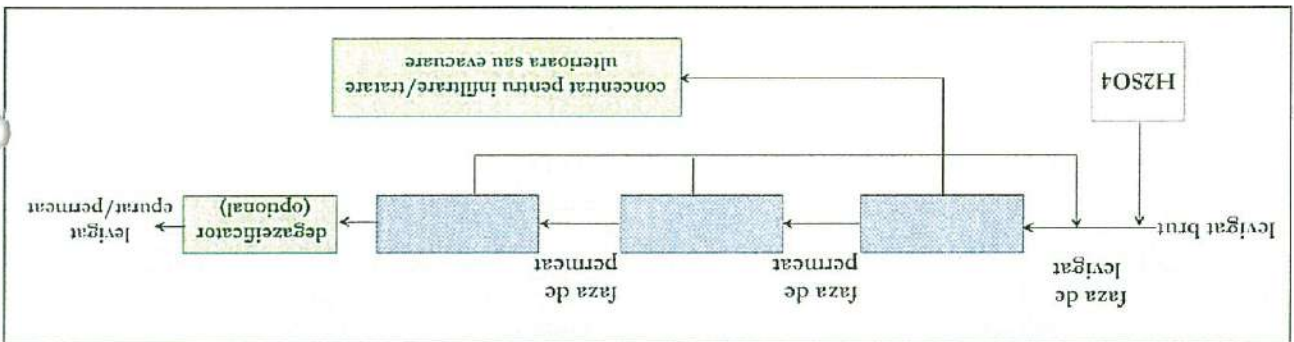 levigat brut
faza de
levigat
faza de
permeat
faza de
permeat
degazeificator
(optional)
levigat
epurat/permeat
H2SO4
concentrat pentru infiltrare/tratare
ulterioara sau evacuare